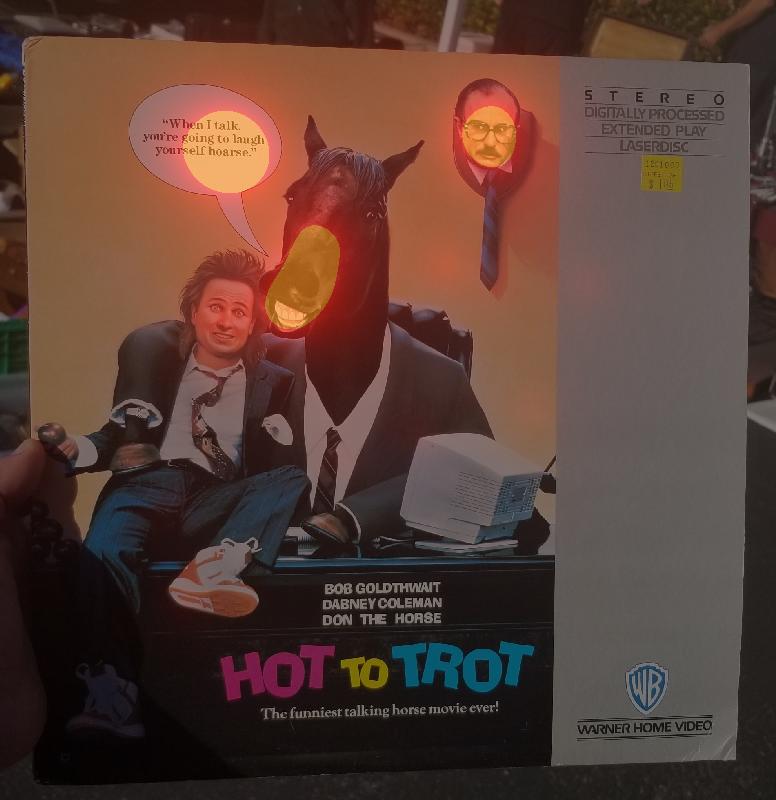 STEREO
DIGITALLY PROCESSED
EXTENDED PLAY
LASERDISC
"When I talk,
you're going to laugh
yourself hoarse."
BOB GOLDTHWAIT
DABNEY COLEMAN
DON THE HORSE
HOT TO TROT
The funniest talking horse movie ever!
WB
WARNER HOME VIDEO